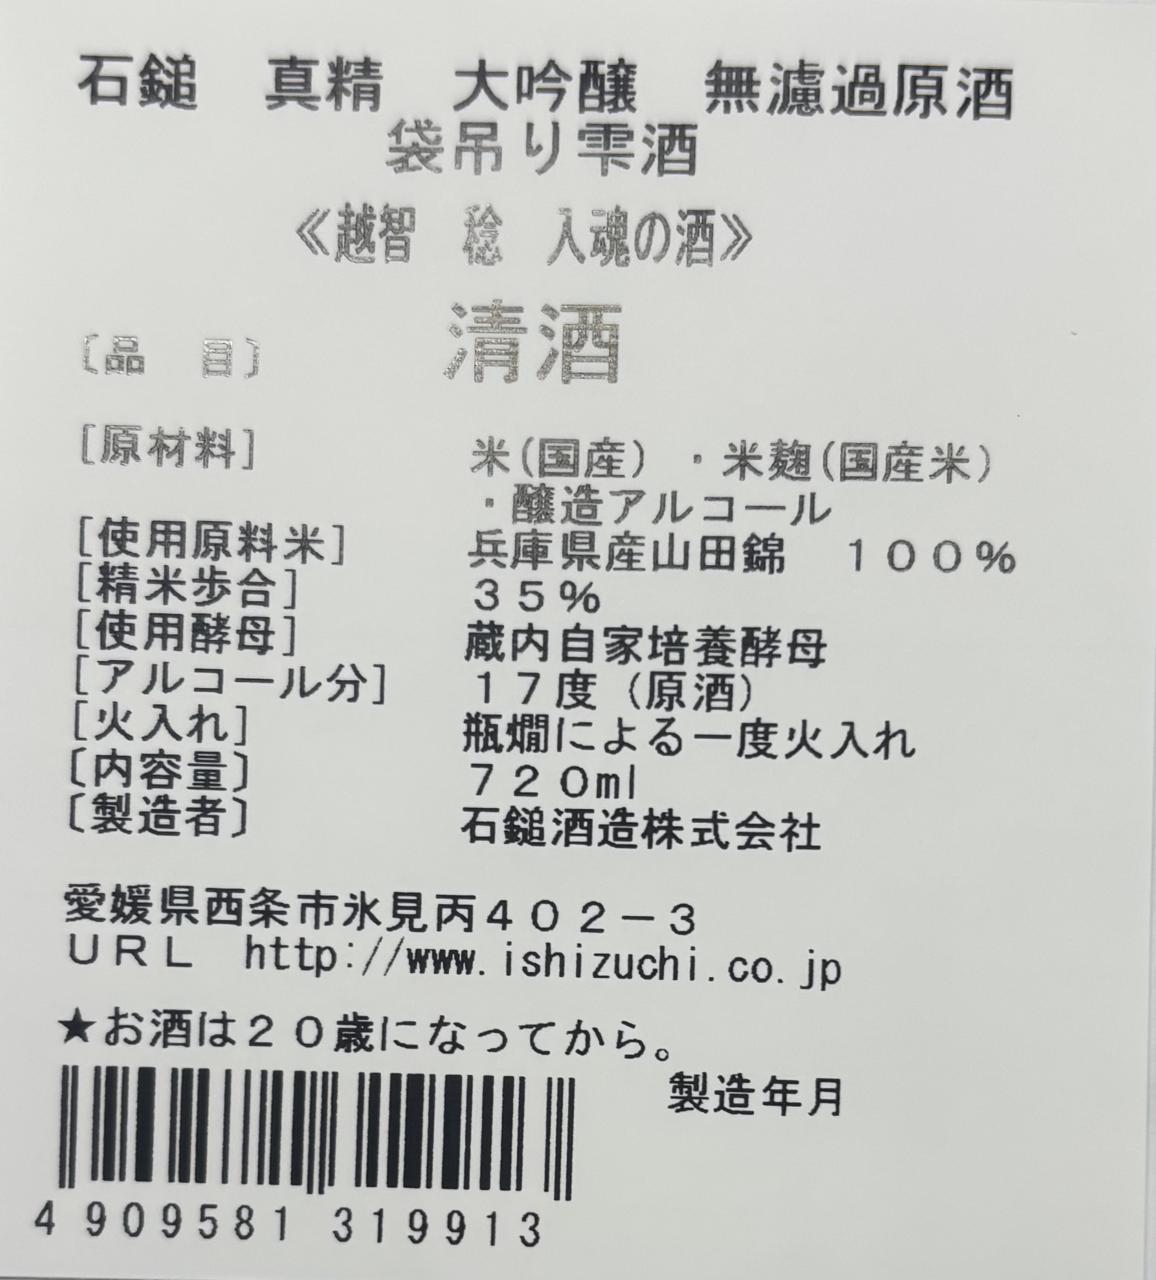 石鎚　真精　大吟醸　無濾過原酒
袋吊り雫酒
≪越智　稔　入魂の酒≫
〔品　目〕　清酒
[原材料]　米(国産)・米麹(国産米)
・醸造アルコール
[使用原料米]　兵庫県産山田錦　１００％
[精米歩合]　３５％
[使用酵母]　蔵内自家培養酵母
[アルコール分]　１７度（原酒）
[火入れ]　瓶燗による一度火入れ
〔内容量〕　７２０ml
〔製造者〕　石鎚酒造株式会社
愛媛県西条市氷見丙４０２－３
ＵＲＬ　http://www.ishizuchi.co.jp
★お酒は２０歳になってから。
製造年月
4 909581 319913